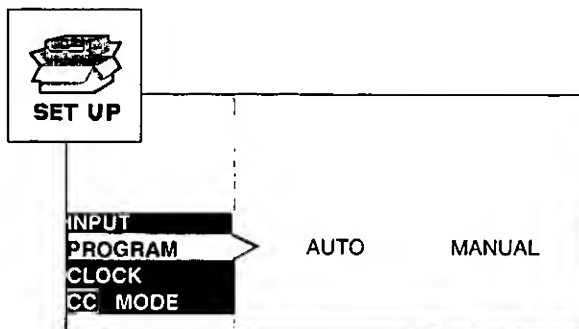 SET UP
INPUT
PROGRAM AUTO MANUAL
CLOCK
CC MODE